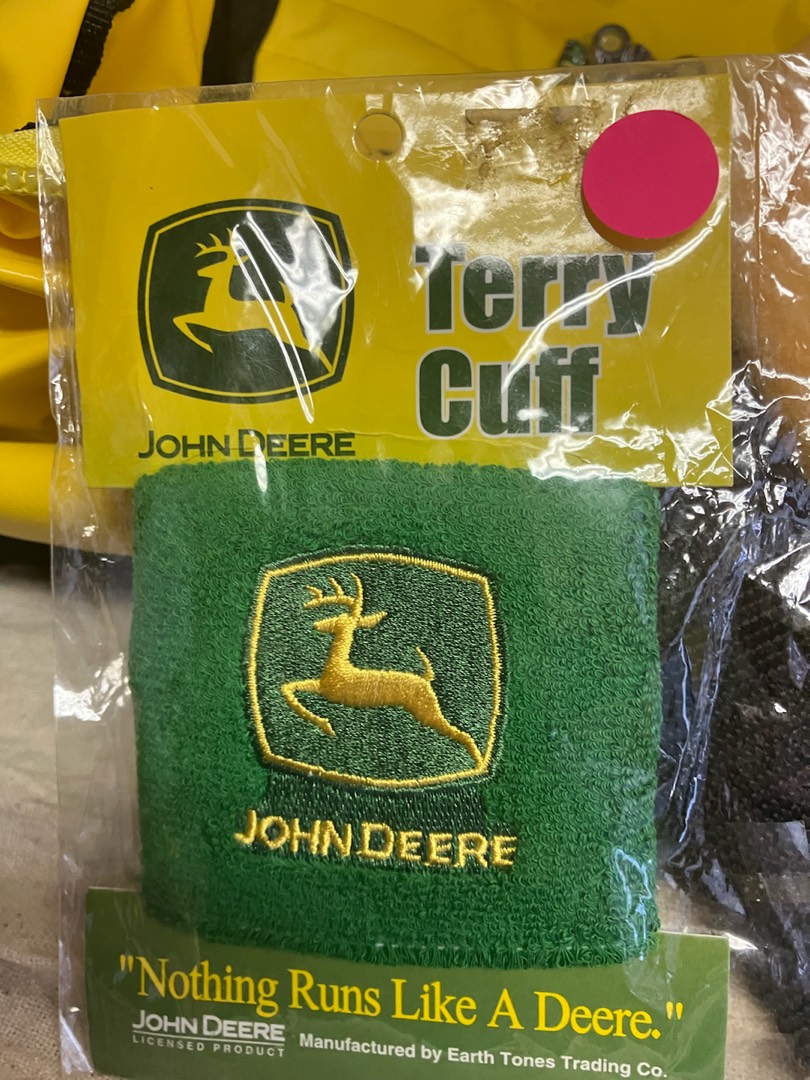 JOHN DEERE
Terry
Cuff
JOHN DEERE
"Nothing Runs Like A Deere."
JOHN DEERE
LICENSED PRODUCT
Manufactured by Earth Tones Trading Co.